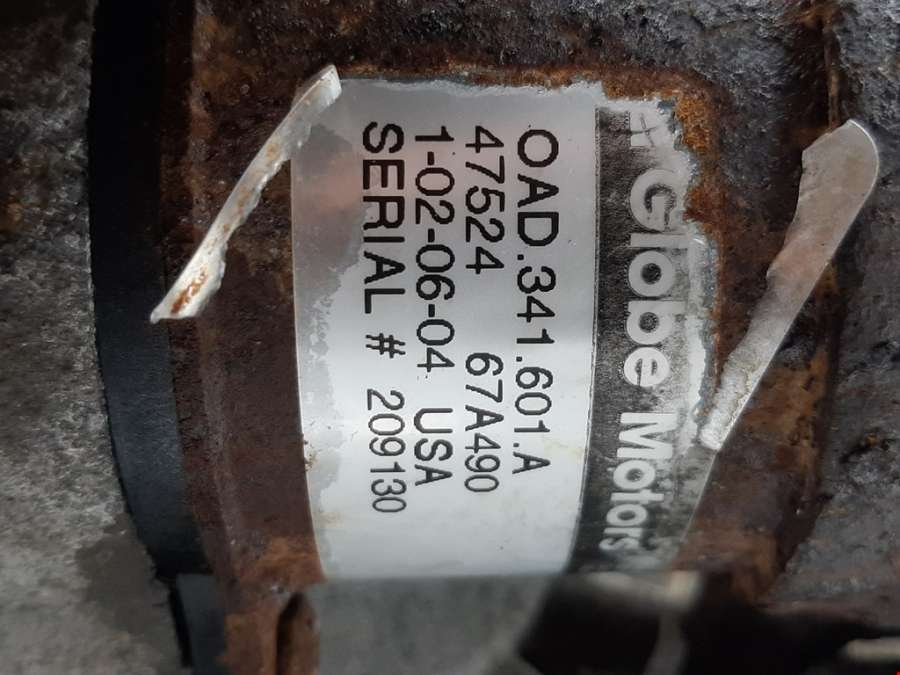 Globe Motors
OAD.341.601.A
47524 67A490
1-02-06-04 USA
SERIAL # 209130